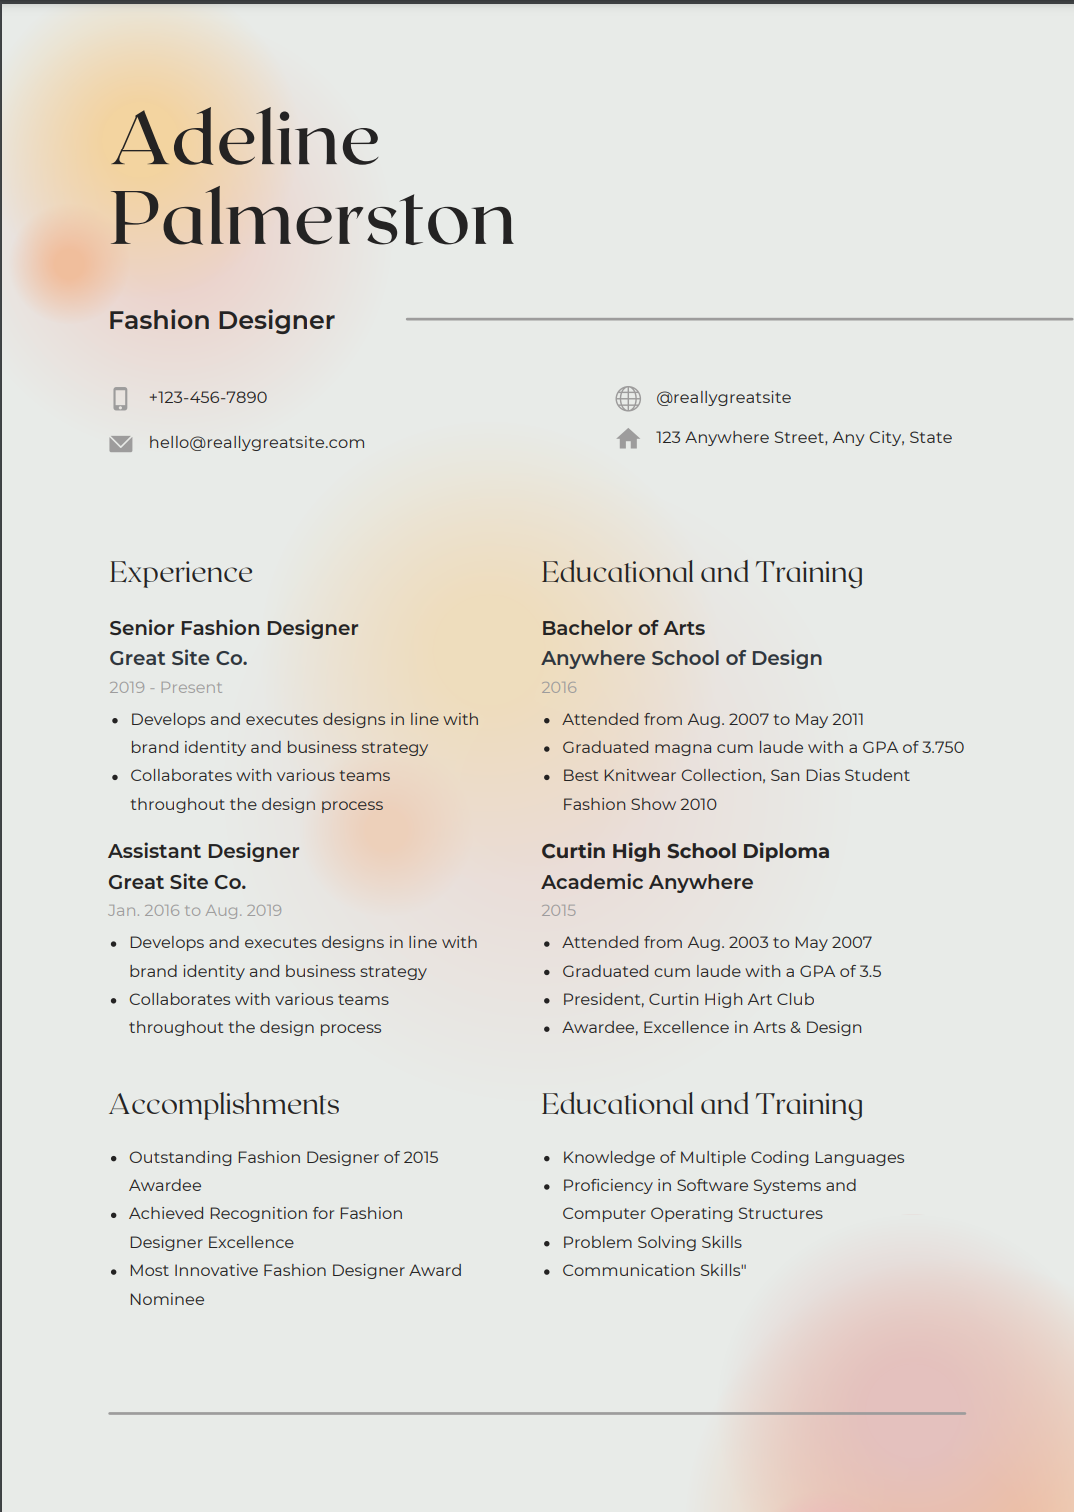 Adeline
Palmerston
Fashion Designer
+123-456-7890
@reallygreatsite
hello@reallygreatsite.com
123 Anywhere Street, Any City, State
Experience
Senior Fashion Designer
Great Site Co.
2019 - Present
• Develops and executes designs in line with
brand identity and business strategy
• Collaborates with various teams
throughout the design process
Assistant Designer
Great Site Co.
Jan. 2016 to Aug. 2019
• Develops and executes designs in line with
brand identity and business strategy
• Collaborates with various teams
throughout the design process
Accomplishments
• Outstanding Fashion Designer of 2015
Awardee
• Achieved Recognition for Fashion
Designer Excellence
• Most Innovative Fashion Designer Award
Nominee
Educational and Training
Bachelor of Arts
Anywhere School of Design
2016
• Attended from Aug. 2007 to May 2011
• Graduated magna cum laude with a GPA of 3.750
• Best Knitwear Collection, San Dias Student
Fashion Show 2010
Curtin High School Diploma
Academic Anywhere
2015
• Attended from Aug. 2003 to May 2007
• Graduated cum laude with a GPA of 3.5
• President, Curtin High Art Club
• Awardee, Excellence in Arts & Design
Educational and Training
• Knowledge of Multiple Coding Languages
• Proficiency in Software Systems and
Computer Operating Structures
• Problem Solving Skills
• Communication Skills"